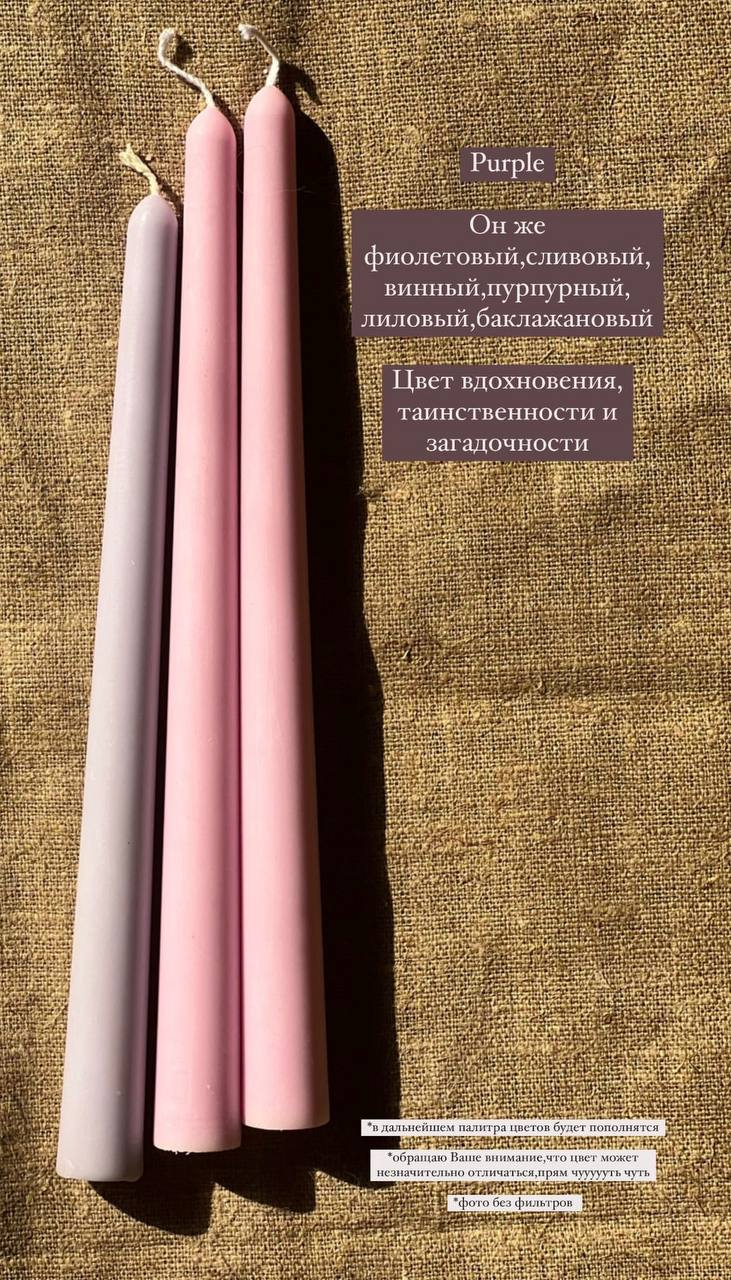 Purple
Он же
фиолетовый,сливовый,
винный,пурпурный,
лиловый,баклажановый
Цвет вдохновения,
таинственности и
загадочности
*в дальнейшем палитра цветов будет пополнятся
*обращаю Ваше внимание,что цвет может
незначительно отличаться,прям чуууууть чуть
*фото без фильтров